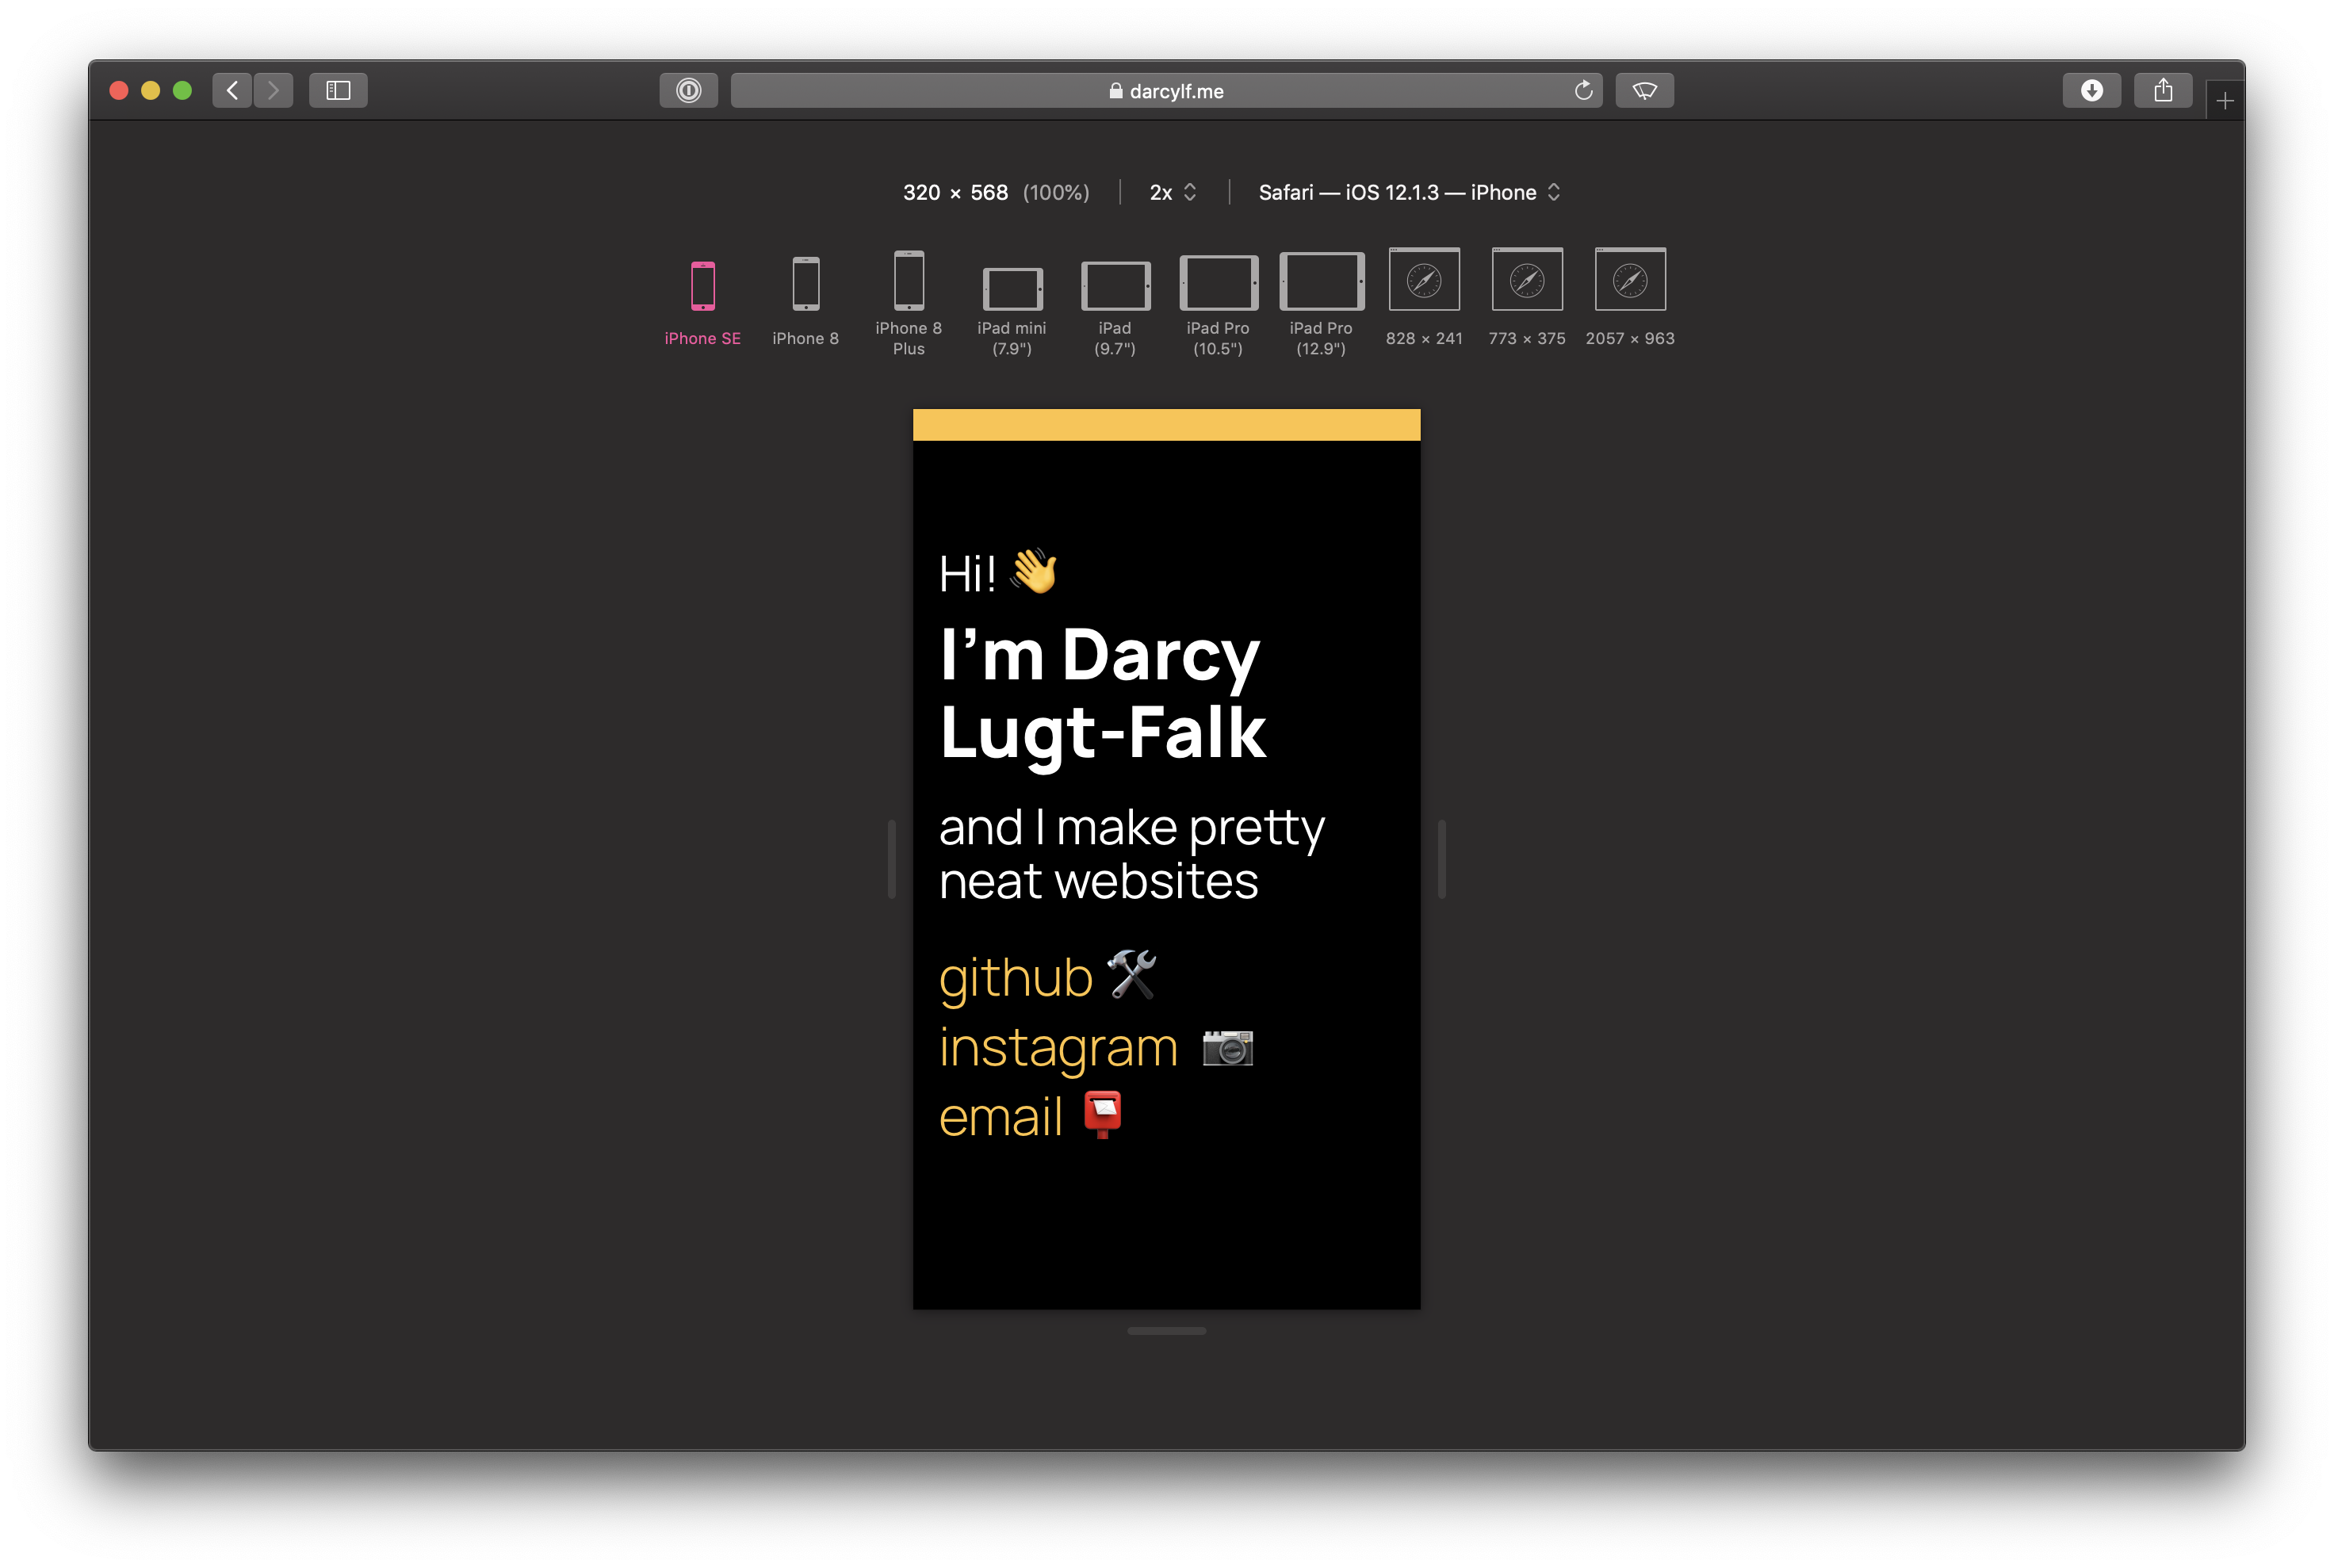 darcylf.me
320 × 568 (100%) 2x Safari — iOS 12.1.3 — iPhone
iPhone SE
iPhone 8
iPhone 8
Plus
iPad mini
(7.9")
iPad
(9.7")
iPad Pro
(10.5")
iPad Pro
(12.9")
828 × 241
773 × 375
2057 × 963
Hi! 👋
I’m Darcy
Lugt-Falk
and I make pretty
neat websites
github 🛠
instagram 📷
email 📮